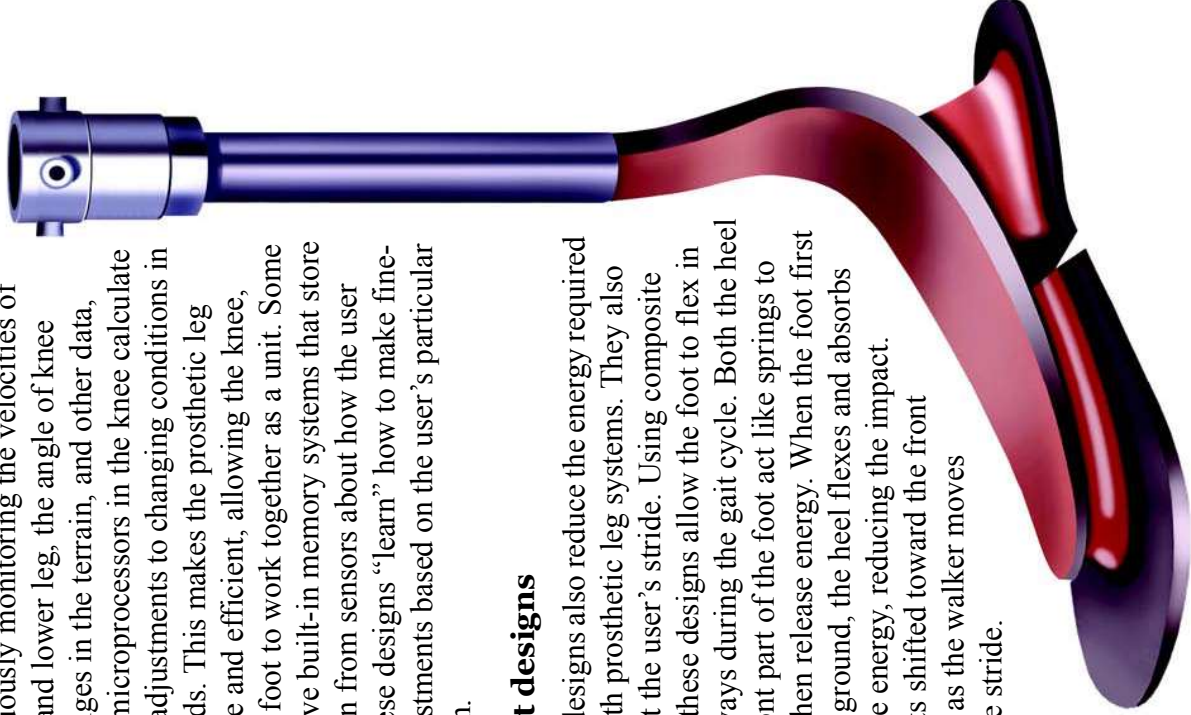 ously monitoring the velocities of
and lower leg, the angle of knee
ges in the terrain, and other data,
microprocessors in the knee calculate
adjustments to changing conditions in
ds. This makes the prosthetic leg
e and efficient, allowing the knee,
foot to work together as a unit. Some
ve built-in memory systems that store
n from sensors about how the user
ese designs “learn” how to make fine-
stments based on the user’s particular
n.
t designs
designs also reduce the energy required
th prosthetic leg systems. They also
t the user’s stride. Using composite
these designs allow the foot to flex in
ays during the gait cycle. Both the heel
ont part of the foot act like springs to
hen release energy. When the foot first
ground, the heel flexes and absorbs
e energy, reducing the impact.
ts shifted toward the front
as the walker moves
e stride.